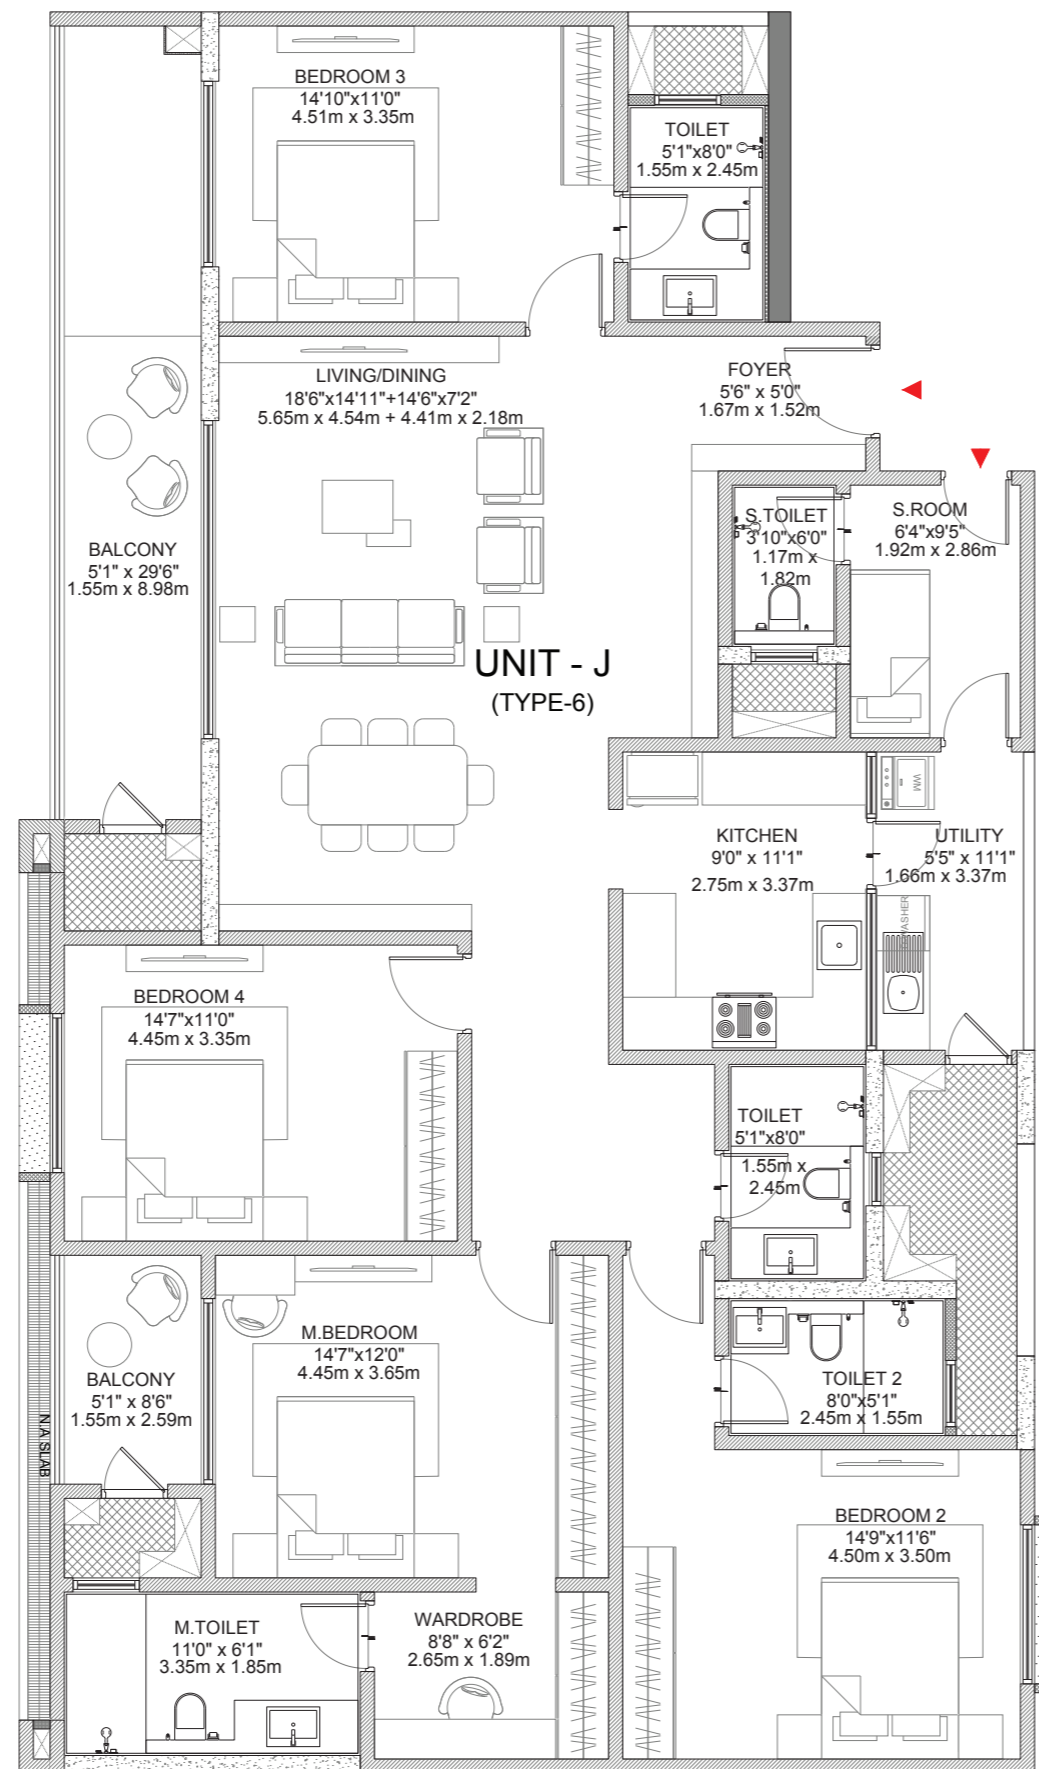 BEDROOM 3
14'10"x11'0"
4.51m x 3.35m
TOILET
5'1"x8'0"
1.55m x 2.45m
LIVING/DINING
18'6"x14'11"+14'6"x7'2"
5.65m x 4.54m + 4.41m x 2.18m
FOYER
5'6" x 5'0"
1.67m x 1.52m
BALCONY
5'1" x 29'6"
1.55m x 8.98m
S.TOILET
3'10"x6'0"
1.17m x
1.82m
S.ROOM
6'4"x9'5"
1.92m x 2.86m
UNIT - J
(TYPE-6)
WM
KITCHEN
9'0" x 11'1"
2.75m x 3.37m
UTILITY
5'5" x 11'1"
1.66m x 3.37m
BEDROOM 4
14'7"x11'0"
4.45m x 3.35m
TOILET
5'1"x8'0"
1.55m x
2.45m
M.BEDROOM
14'7"x12'0"
4.45m x 3.65m
BALCONY
5'1" x 8'6"
1.55m x 2.59m
N.A SLAB
TOILET 2
8'0"x5'1"
2.45m x 1.55m
BEDROOM 2
14'9"x11'6"
4.50m x 3.50m
M.TOILET
11'0" x 6'1"
3.35m x 1.85m
WARDROBE
8'8" x 6'2"
2.65m x 1.89m